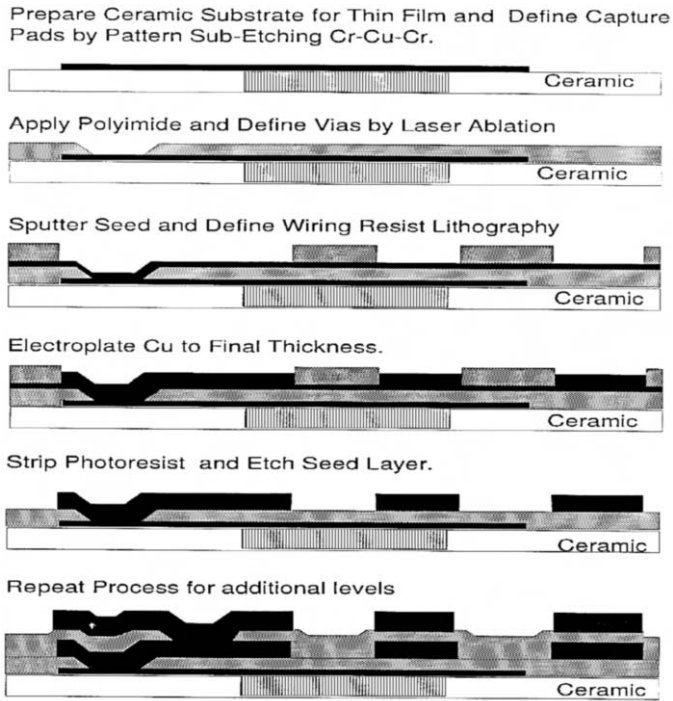 Prepare Ceramic Substrate for Thin Film and Define Capture
Pads by Pattern Sub-Etching Cr-Cu-Cr.
Ceramic
Apply Polyimide and Define Vias by Laser Ablation
Ceramic
Sputter Seed and Define Wiring Resist Lithography
Ceramic
Electroplate Cu to Final Thickness.
Ceramic
Strip Photoresist and Etch Seed Layer.
Ceramic
Repeat Process for additional levels
Ceramic